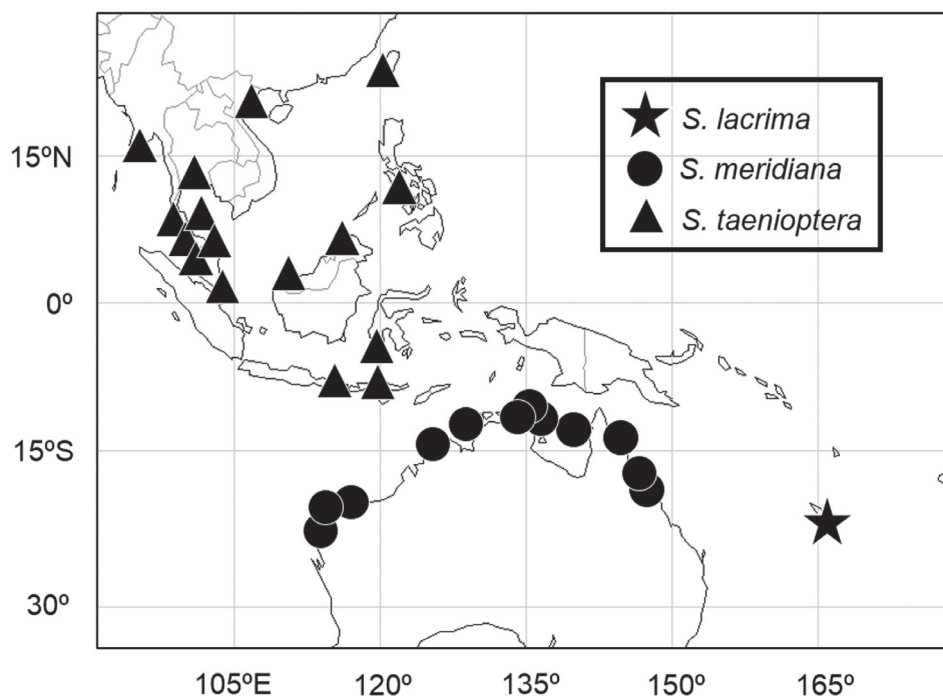 S. lacrima
S. meridiana
S. taenioptera
15ºN
0º
15ºS
30º
105ºE 120º 135º 150º 165º